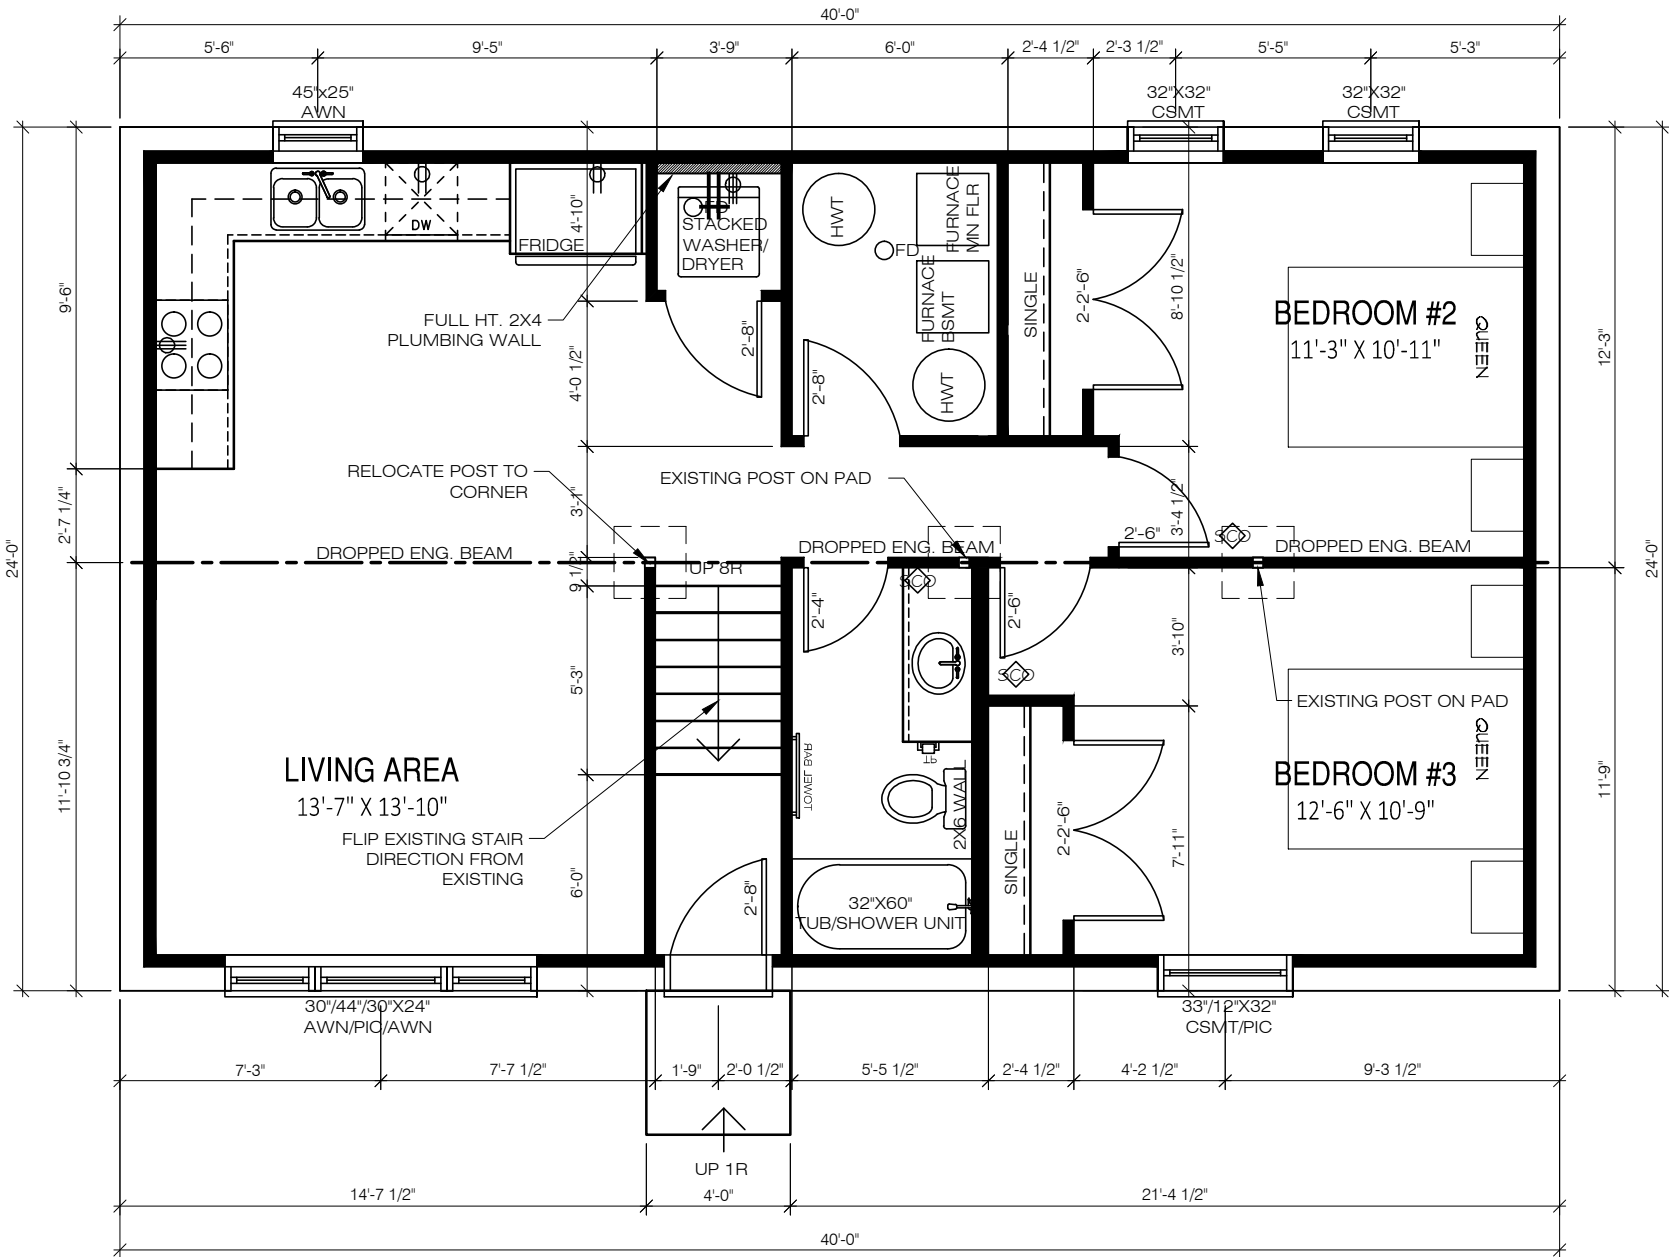 40'-0"
5'-6"
9'-5"
3'-9"
6'-0"
2'-4 1/2"
2'-3 1/2"
5'-5"
5'-3"
45"x25"
AWN
32"X32"
CSMT
32"X32"
CSMT
24'-0"
9'-6"
2'-7 1/4"
11'-10 3/4"
DW
FRIDGE
4'-10"
FD
STACKED
WASHER/
DRYER
HWT
FURNACE
MN FLR
FD
FURNACE
BSMT
HWT
SINGLE
2-2'-6"
8'-10 1/2"
BEDROOM #2
11'-3" X 10'-11"
QUEEN
12'-3"
24'-0"
FULL HT. 2X4
PLUMBING WALL
4'-0 1/2"
2'-8"
2'-8"
RELOCATE POST TO
CORNER
3'-1"
EXISTING POST ON PAD
2'-6"
3'-4 1/2"
SCD
DROPPED ENG. BEAM
9 1/2"
UP 8R
DROPPED ENG. BEAM
DROPPED ENG. BEAM
SCD
2'-4"
2'-6"
3'-10"
SCD
5'-3"
EXISTING POST ON PAD
QUEEN
LIVING AREA
13'-7" X 13'-10"
TOWEL BAR
TP
2X6 WALL
BEDROOM #3
12'-6" X 10'-9"
11'-9"
FLIP EXISTING STAIR
DIRECTION FROM
EXISTING
6'-0"
2'-8"
32"X60"
TUB/SHOWER UNIT
SINGLE
2-2'-6"
7'-11"
30"/44"/30"X24"
AWN/PIC/AWN
33"/12"X32"
CSMT/PIC
7'-3"
7'-7 1/2"
1'-9"
2'-0 1/2"
5'-5 1/2"
2'-4 1/2"
4'-2 1/2"
9'-3 1/2"
UP 1R
14'-7 1/2"
4'-0"
21'-4 1/2"
40'-0"